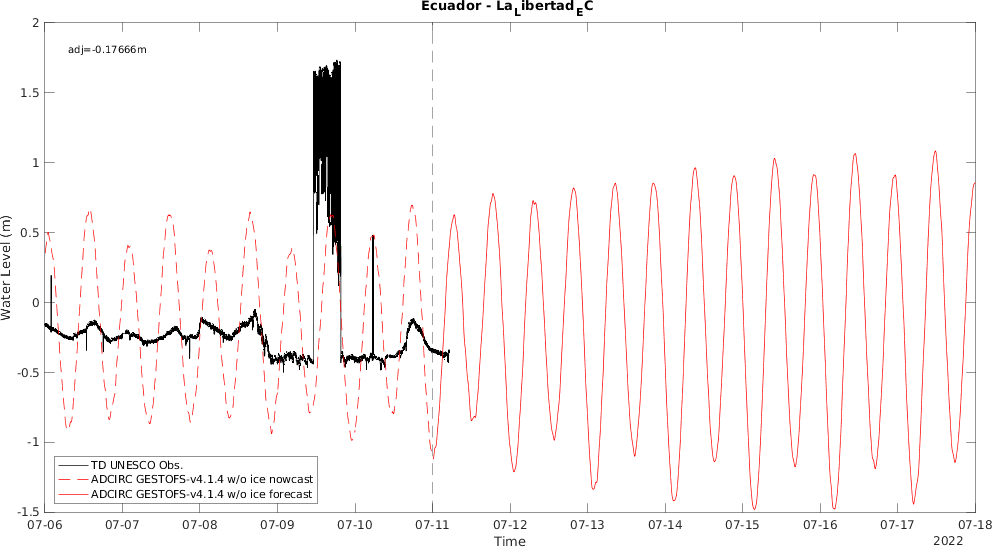 Ecuador - LaLibertadEC
adj=-0.17666m
2
1.5
1
0.5
0
-0.5
-1
-1.5
Water Level (m)
TD UNESCO Obs.
ADCIRC GESTOFS-v4.1.4 w/o ice nowcast
ADCIRC GESTOFS-v4.1.4 w/o ice forecast
07-06 07-07 07-08 07-09 07-10 07-11 07-12 07-13 07-14 07-15 07-16 07-17 07-18
Time
2022